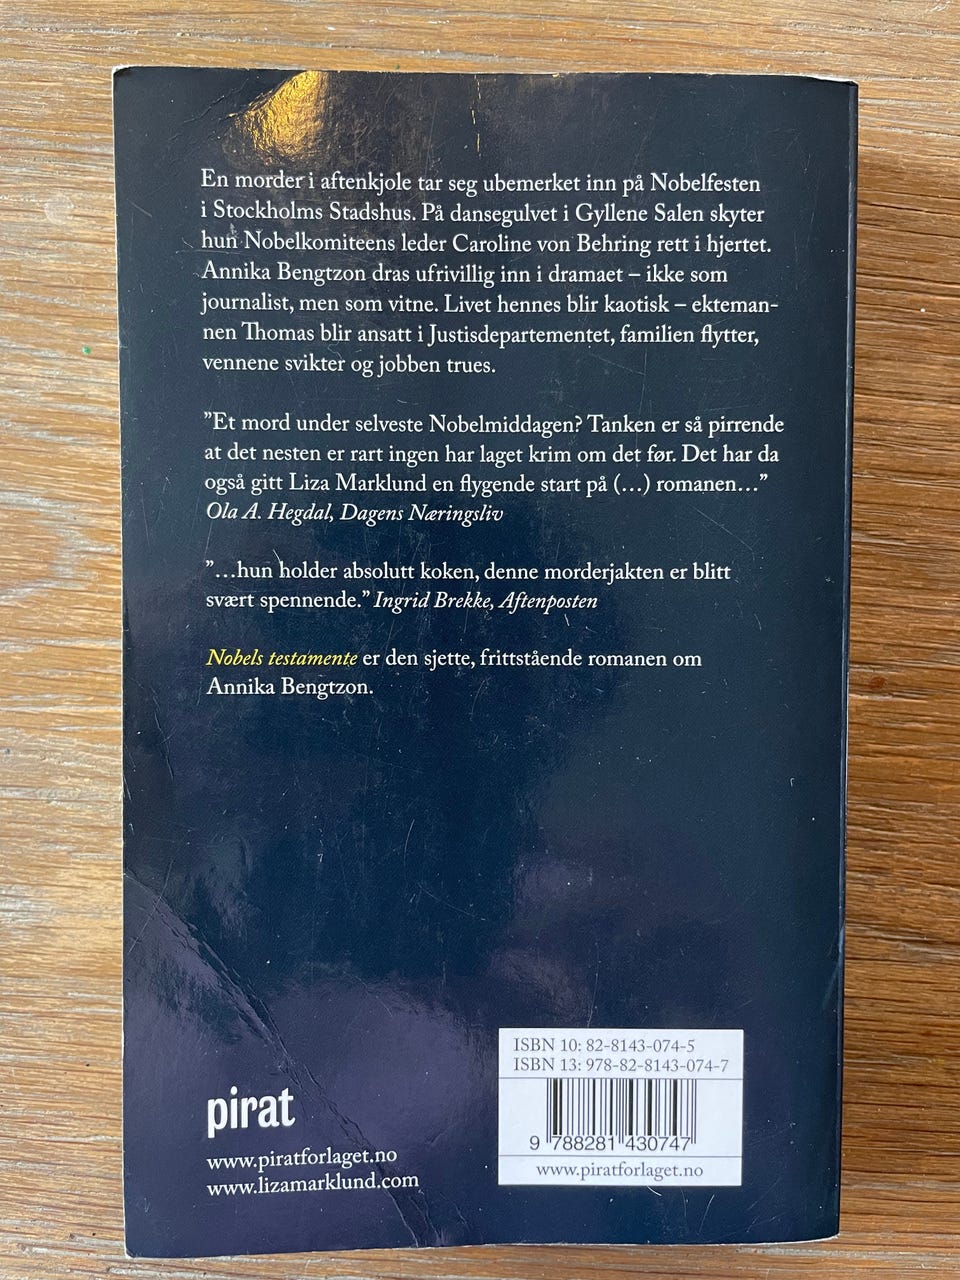 En morder i aftenkjole tar seg ubemerket inn på Nobelfesten
i Stockholms Stadshus. På dansegulvet i Gyllene Salen skyter
hun Nobelkomiteens leder Caroline von Behring rett i hjertet.
Annika Bengtzon dras ufrivillig inn i dramaet – ikke som
journalist, men som vitne. Livet hennes blir kaotisk – ekteman-
nen Thomas blir ansatt i Justisdepartementet, familien flytter,
vennene svikter og jobben trues.
”Et mord under selveste Nobelmiddagen? Tanken er så pirrende
at det nesten er rart ingen har laget krim om det før. Det har da
også gitt Liza Marklund en flygende start på (…) romanen…”
Ola A. Hegdal, Dagens Næringsliv
”…hun holder absolutt koken, denne morderjakten er blitt
svært spennende.” Ingrid Brekke, Aftenposten
Nobels testamente er den sjette, frittstående romanen om
Annika Bengtzon.
pirat
www.piratforlaget.no
www.lizamarklund.com
ISBN 10: 82-8143-074-5
ISBN 13: 978-82-8143-074-7
9 788281 430747
www.piratforlaget.no